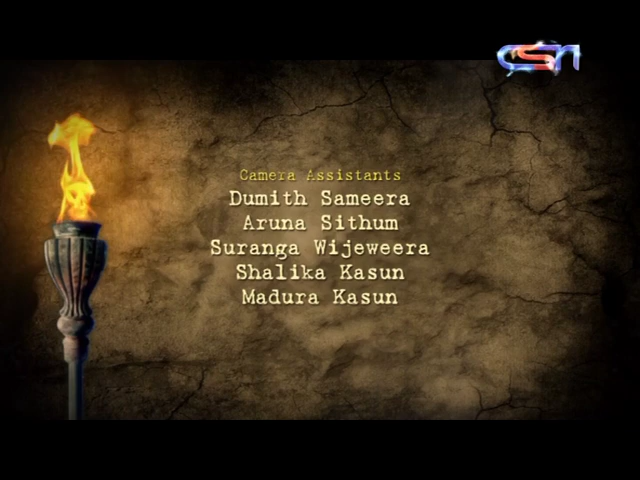 CSN
Camera Assistants
Dumith Sameera
Aruna Sithum
Suranga Wijeweera
Shalika Kasun
Madura Kasun